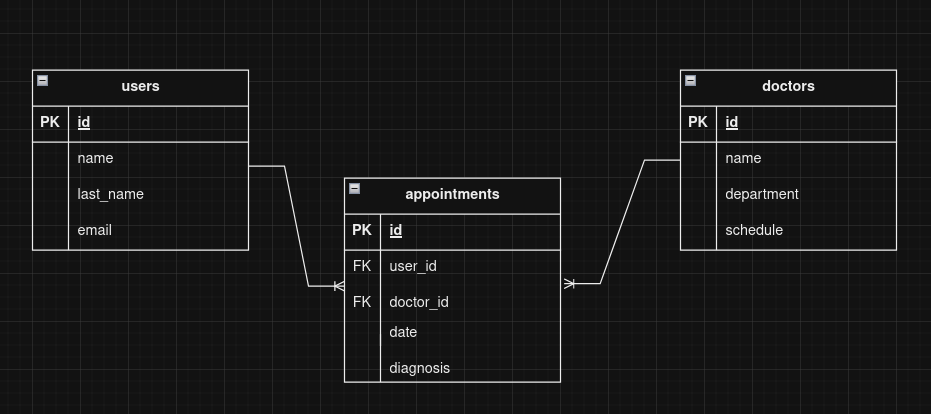 users
PK id
name
last_name
email
appointments
PK id
FK user_id
FK doctor_id
date
diagnosis
doctors
PK id
name
department
schedule